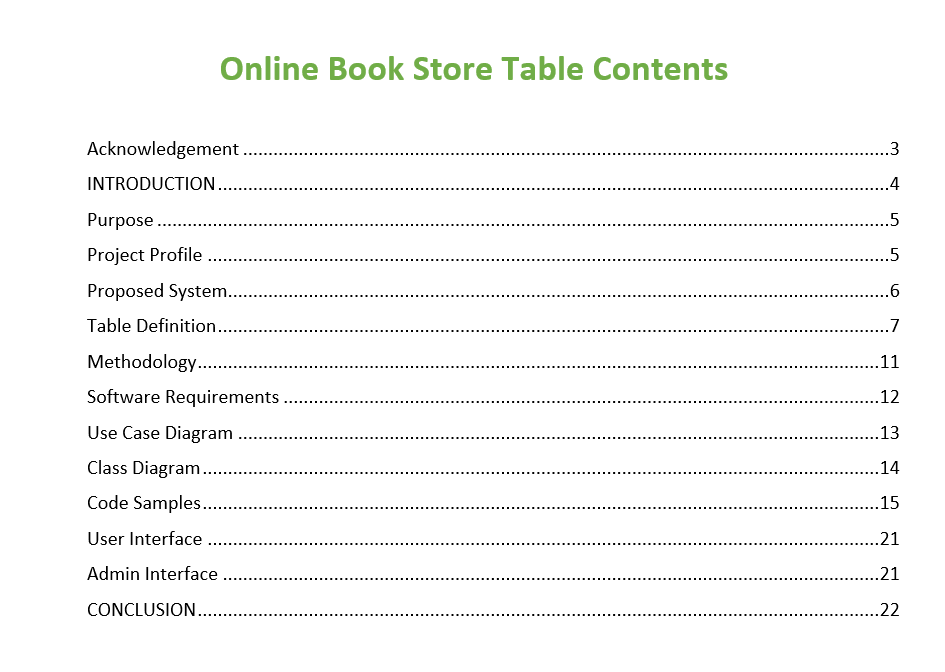 Online Book Store Table Contents
Acknowledgement ................................................................................................................................3
INTRODUCTION.....................................................................................................................................4
Purpose .................................................................................................................................................5
Project Profile .......................................................................................................................................5
Proposed System...................................................................................................................................6
Table Definition.....................................................................................................................................7
Methodology.......................................................................................................................................11
Software Requirements ......................................................................................................................12
Use Case Diagram ...............................................................................................................................13
Class Diagram......................................................................................................................................14
Code Samples......................................................................................................................................15
User Interface .....................................................................................................................................21
Admin Interface ..................................................................................................................................21
CONCLUSION.......................................................................................................................................22